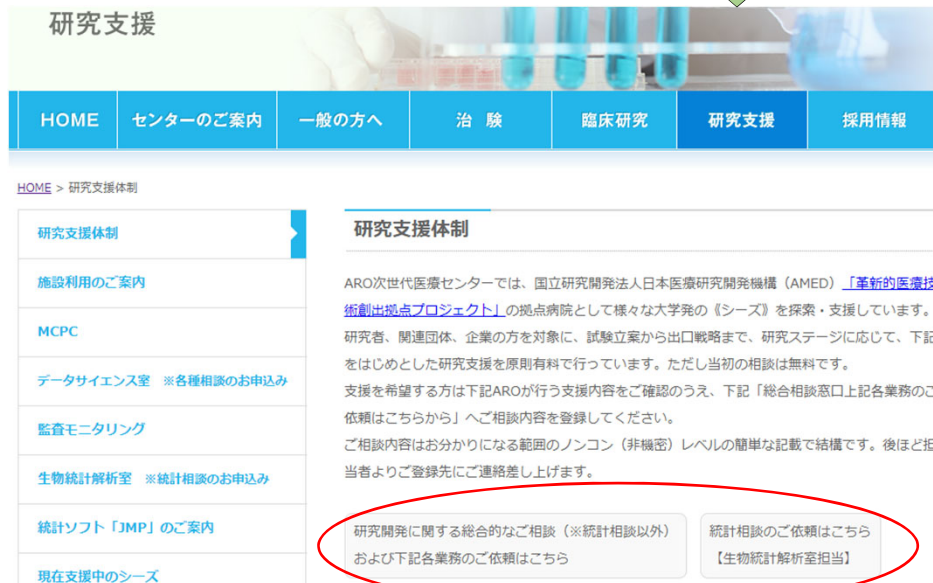 研究支援
HOME
センターのご案内
一般の方へ
治 験
臨床研究
研究支援
採用情報
HOME > 研究支援体制
研究支援体制
施設利用のご案内
MCPC
データサイエンス室 ※各種相談のお申込み
監査モニタリング
生物統計解析室 ※統計相談のお申込み
統計ソフト「JMP」のご案内
現在支援中のシーズ
研究支援体制
ARO次世代医療センターでは、国立研究開発法人日本医療研究開発機構（AMED）「革新的医療技
術創出拠点プロジェクト」の拠点病院として様々な大学発の《シーズ》を探索・支援しています。
研究者、関連団体、企業の方を対象に、試験立案から出口戦略まで、研究ステージに応じて、下記
をはじめとした研究支援を原則有料で行っています。ただし当初の相談は無料です。
支援を希望する方は下記AROが行う支援内容をご確認のうえ、下記「総合相談窓口上記各業務のご
依頼はこちらから」へご相談内容を登録してください。
ご相談内容はお分かりになる範囲のノンコン（非機密）レベルの簡単な記載で結構です。後ほど担
当者よりご登録先にご連絡差し上げます。
研究開発に関する総合的なご相談（※統計相談以外）
および下記各業務のご依頼はこちら
統計相談のご依頼はこちら
【生物統計解析室担当】